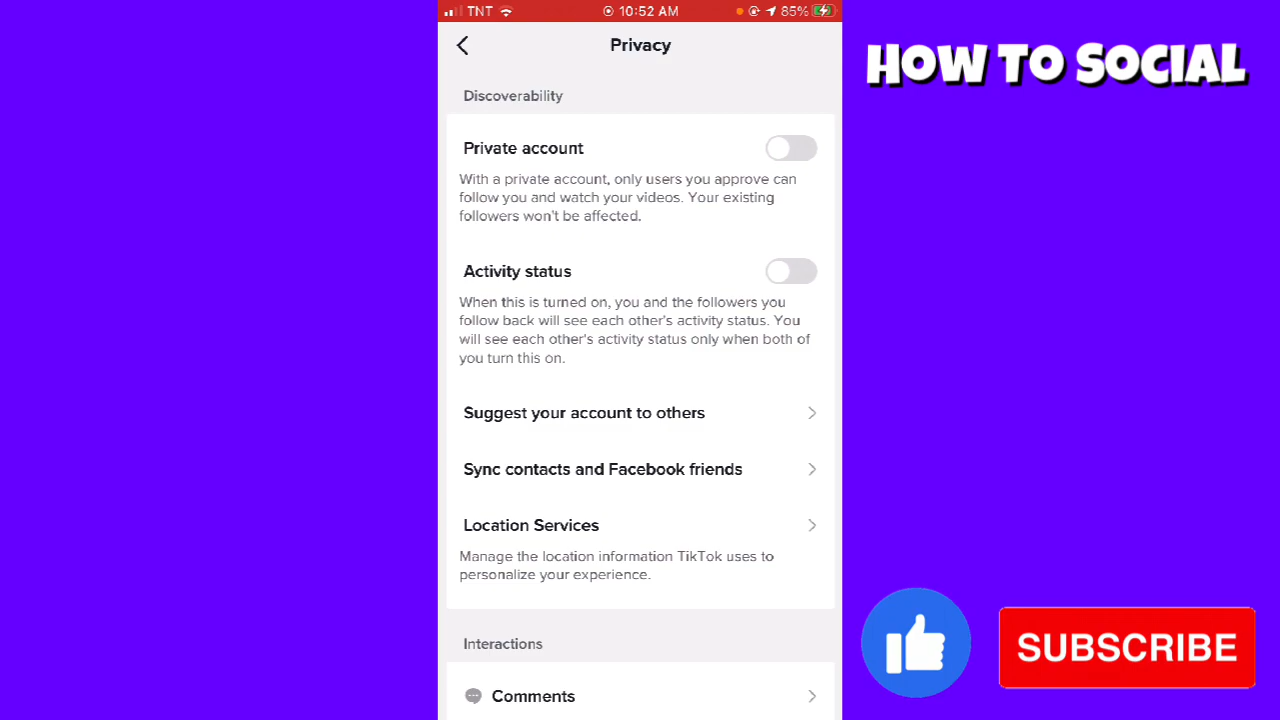 TNT 10:52 AM 85%
Privacy
HOW TO SOCIAL
Discoverability
Private account
With a private account, only users you approve can
follow you and watch your videos. Your existing
followers won't be affected.
Activity status
When this is turned on, you and the followers you
follow back will see each other's activity status. You
will see each other's activity status only when both of
you turn this on.
Suggest your account to others
Sync contacts and Facebook friends
Location Services
Manage the location information TikTok uses to
personalize your experience.
Interactions
Comments
SUBSCRIBE